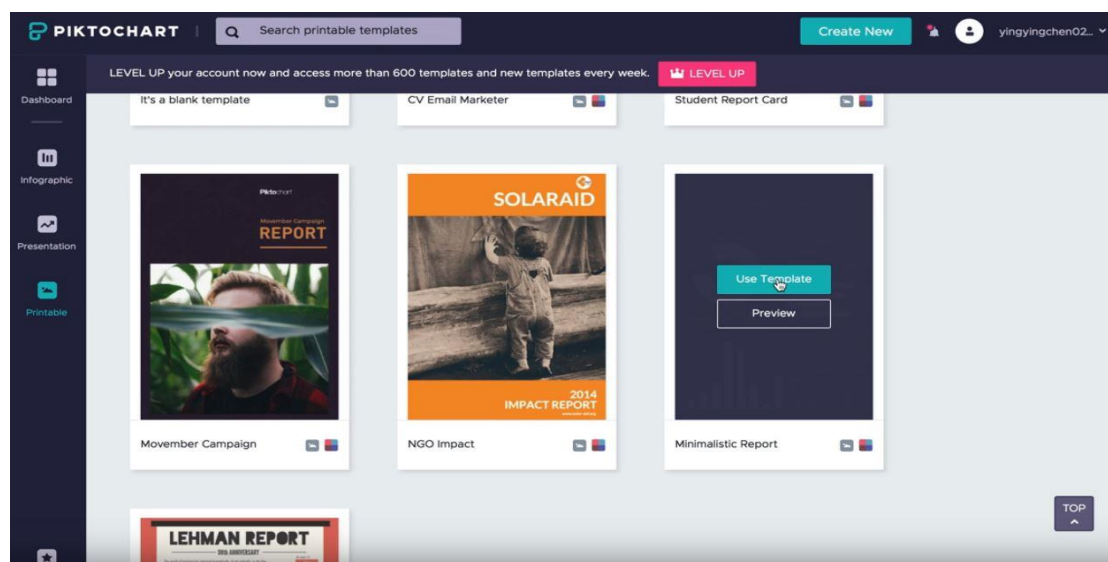 PIKTOCHART
Search printable templates
Create New
yingyingchen02...
LEVEL UP your account now and access more than 600 templates and new templates every week.
LEVEL UP
Dashboard
Infographic
Presentation
Printable
It's a blank template
CV Email Marketer
Student Report Card
Piktochart
Movember Campaign
REPORT
SOLARAID
2014
IMPACT REPORT
Use Template
Preview
Movember Campaign
NGO Impact
Minimalistic Report
LEHMAN REPORT
30th ANNIVERSARY
TOP